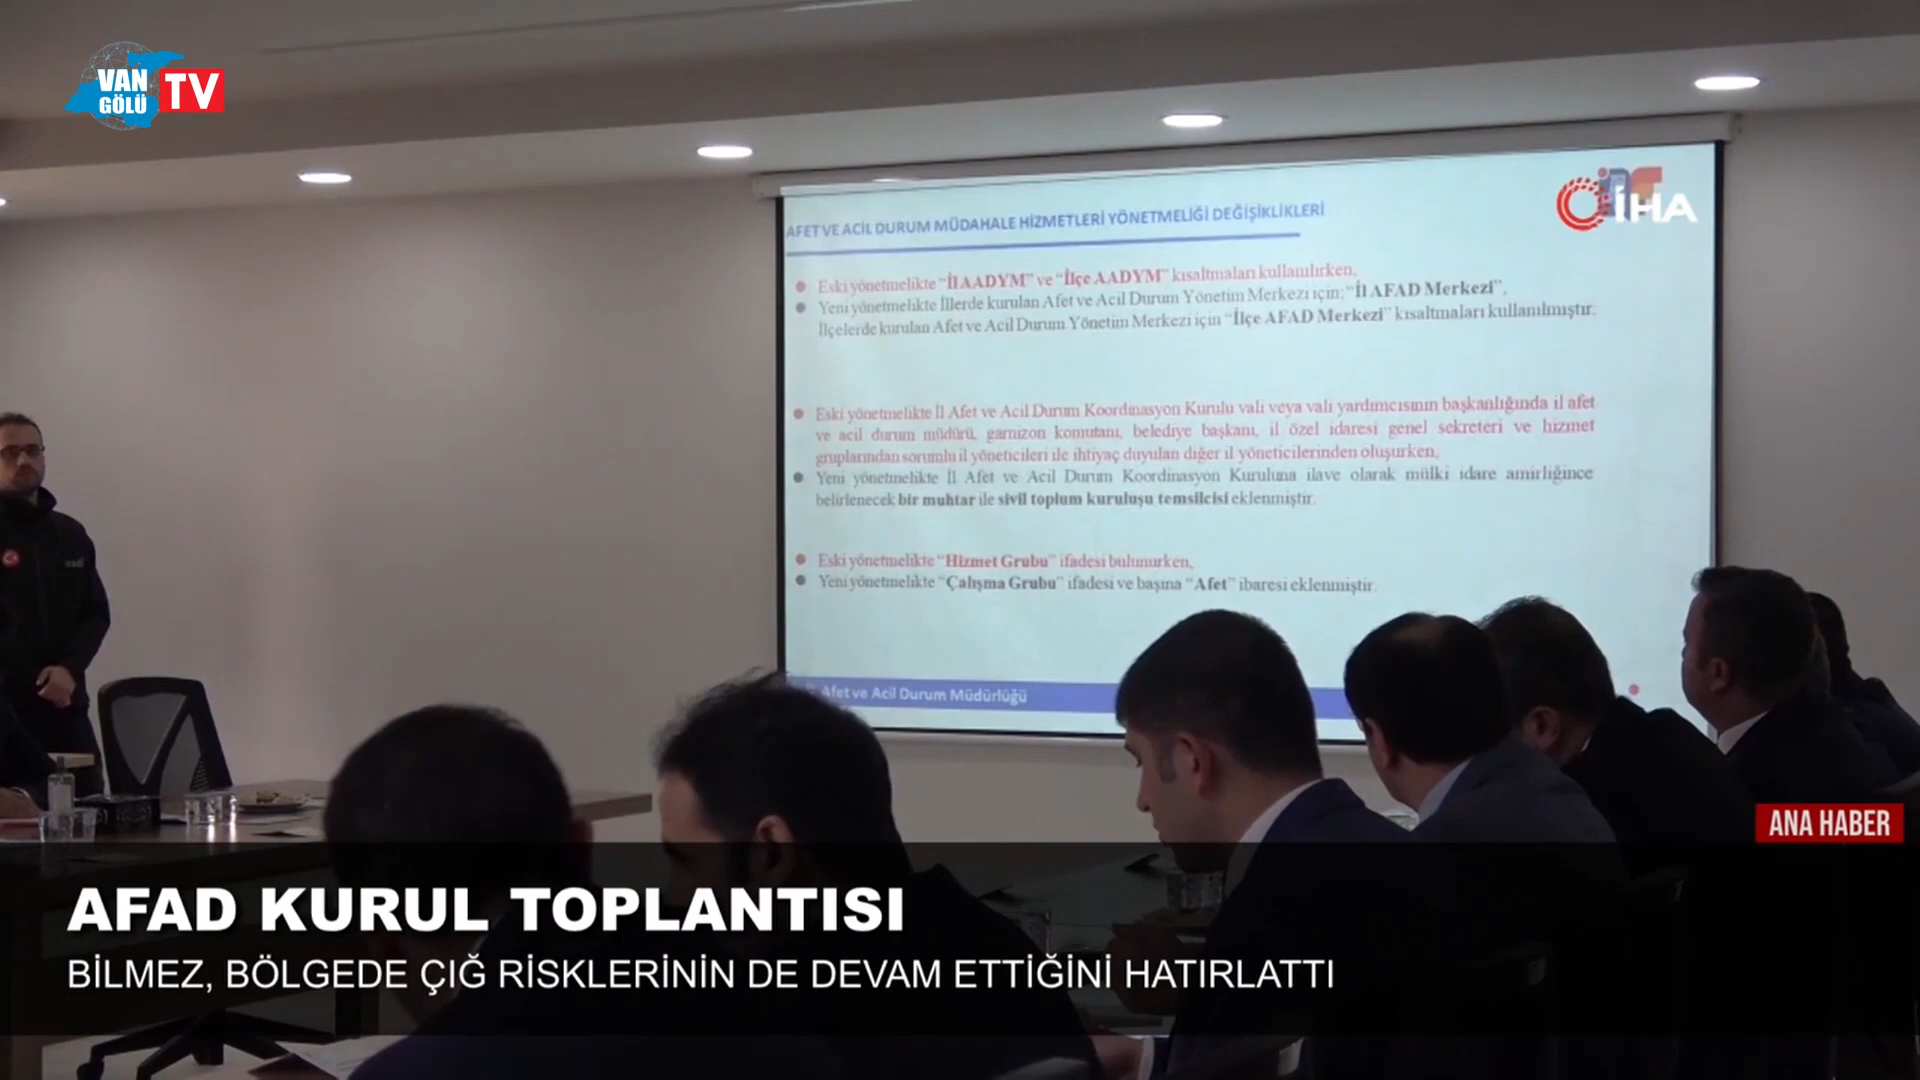 VAN
GÖLÜ
TV
İHA
AFET VE ACİL DURUM MÜDAHALE HİZMETLERİ YÖNETMELİĞİ DEĞİŞİKLİKLERİ
Eski yönetmelikte “İl AADYM” ve “İlçe AADYM” kısaltmaları kullanılırken,
Yeni yönetmelikte İllerde kurulan Afet ve Acil Durum Yönetim Merkezi için; “İl AFAD Merkezi”,
İlçelerde kurulan Afet ve Acil Durum Yönetim Merkezi için “İlçe AFAD Merkezi” kısaltmaları kullanılmıştır.
Eski yönetmelikte İl Afet ve Acil Durum Koordinasyon Kurulu vali veya vali yardımcısının başkanlığında il afet
ve acil durum müdürü, garnizon komutanı, belediye başkanı, il özel idaresi genel sekreteri ve hizmet
gruplarından sorumlu il yöneticileri ile ihtiyaç duyulan diğer il yöneticilerinden oluşurken,
Yeni yönetmelikte İl Afet ve Acil Durum Koordinasyon Kuruluna ilave olarak mülki idare amirliğince
belirlenecek bir muhtar ile sivil toplum kuruluşu temsilcisi eklenmiştir.
Eski yönetmelikte “Hizmet Grubu” ifadesi bulunurken,
Yeni yönetmelikte “Çalışma Grubu” ifadesi ve başına “Afet” ibaresi eklenmiştir.
Afet ve Acil Durum Müdürlüğü
ANA HABER
AFAD KURUL TOPLANTISI
BİLMEZ, BÖLGEDE ÇIĞ RİSKLERİNİN DE DEVAM ETTİĞİNİ HATIRLATTI